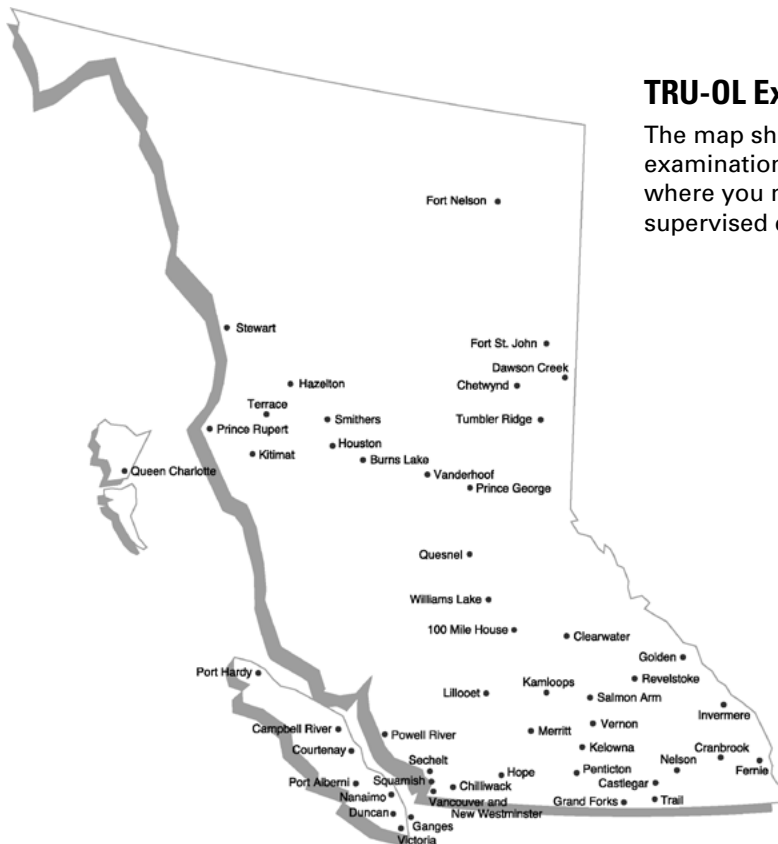 TRU-OL Ex
The map sh
examination
where you
supervised
Fort Nelson
Stewart
Fort St. John
Dawson Creek
Hazelton
Chetwynd
Terrace
Smithers
Tumbler Ridge
Prince Rupert
Houston
Kitimat
Burns Lake
Queen Charlotte
Vanderhoof
Prince George
Quesnel
Williams Lake
100 Mile House
Clearwater
Golden
Port Hardy
Revelstoke
Kamloops
Lillooet
Salmon Arm
Invermere
Campbell River
Powell River
Merritt
Vernon
Courtenay
Kelowna
Cranbrook
Sechelt
Nelson
Hope
Penticton
Fernie
Port Alberni
Squamish
Chilliwack
Castlegar
Nanaimo
Vancouver and
New Westminster
Grand Forks
Trail
Duncan
Ganges
Victoria